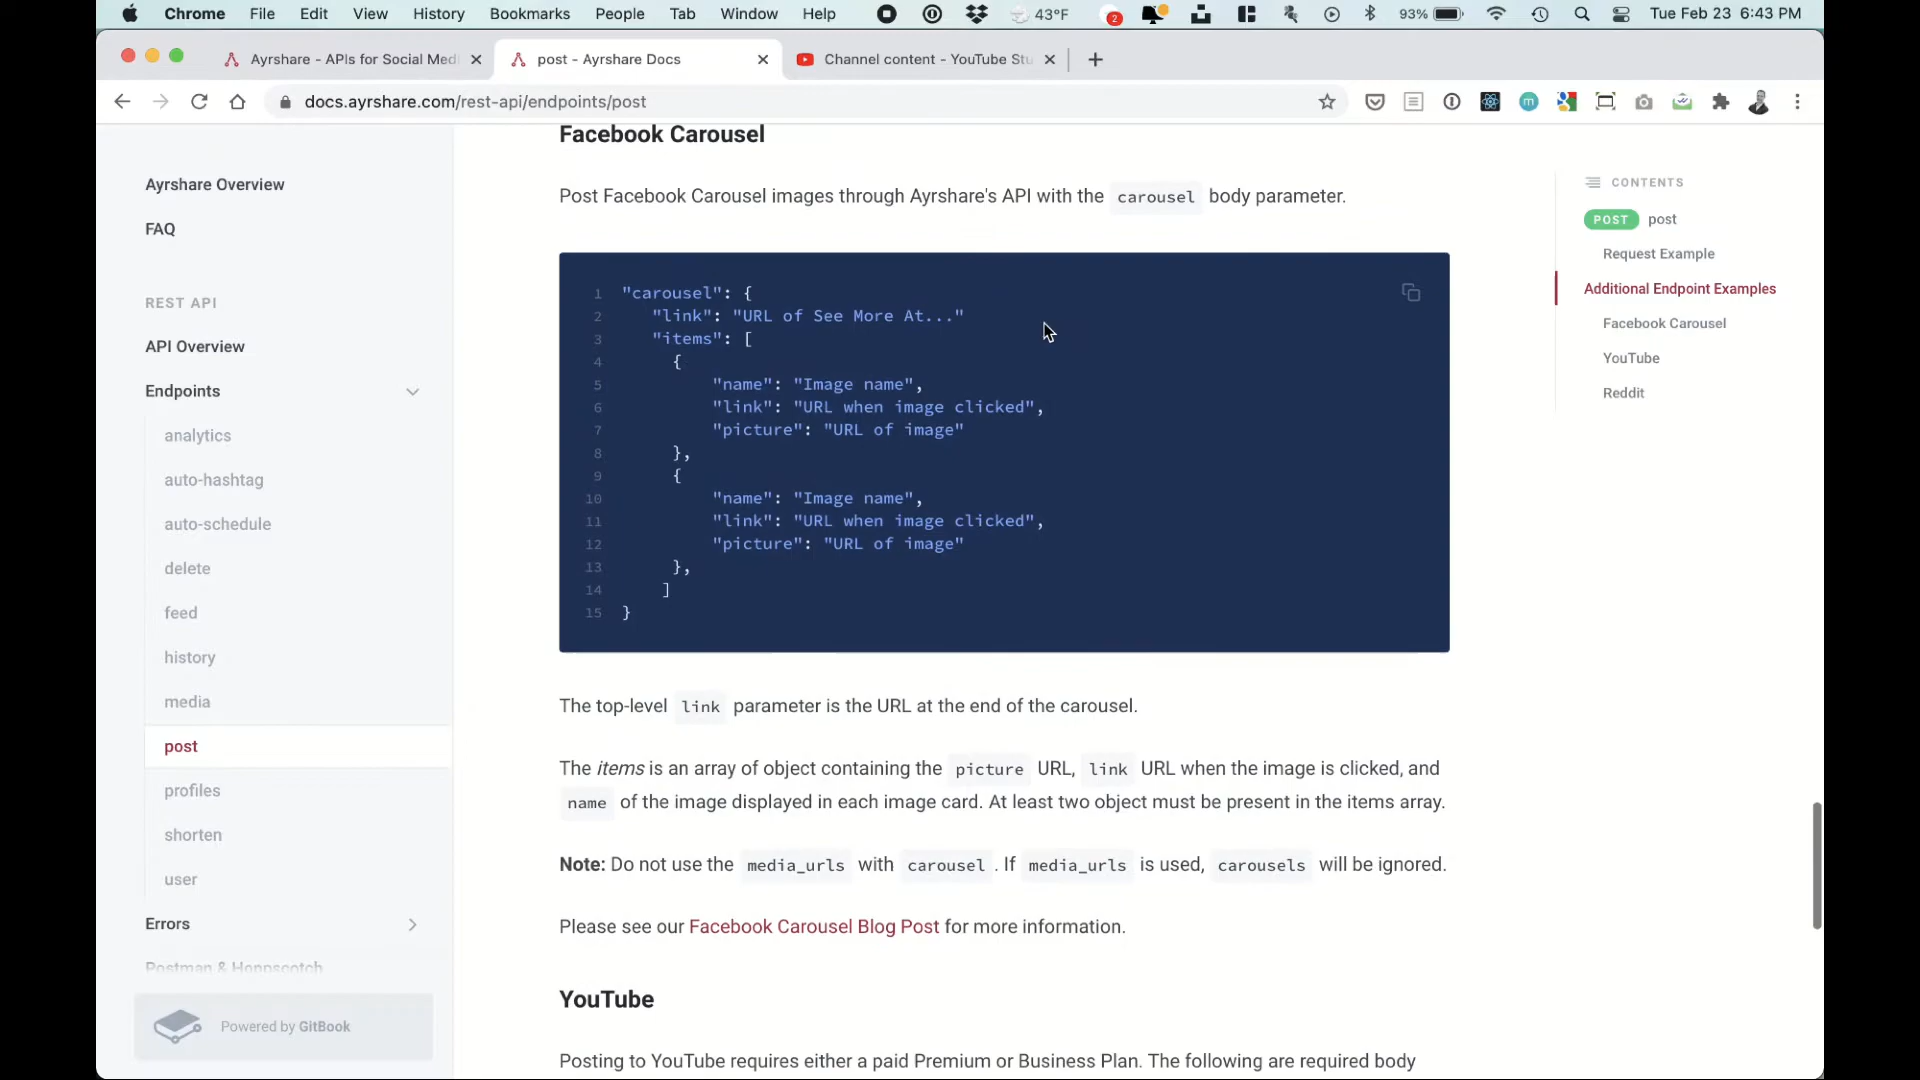 Chrome File Edit View History Bookmarks People Tab Window Help 43°F 2 93% Tue Feb 23 6:43 PM
Ayrshare - APIs for Social Medi
post - Ayrshare Docs
Channel content - YouTube Stu
docs.ayrshare.com/rest-api/endpoints/post
Ayrshare Overview
FAQ
REST API
API Overview
Endpoints
analytics
auto-hashtag
auto-schedule
delete
feed
history
media
post
profiles
shorten
user
Errors
Postman & Hoppscotch
Powered by GitBook
Facebook Carousel
Post Facebook Carousel images through Ayrshare's API with the carousel body parameter.
1 "carousel": {
2 "link": "URL of See More At..."
3 "items": [
4 {
5 "name": "Image name",
6 "link": "URL when image clicked",
7 "picture": "URL of image"
8 },
9 {
10 "name": "Image name",
11 "link": "URL when image clicked",
12 "picture": "URL of image"
13 },
14 ]
15 }
The top-level link parameter is the URL at the end of the carousel.
The items is an array of object containing the picture URL, link URL when the image is clicked, and
name of the image displayed in each image card. At least two object must be present in the items array.
Note: Do not use the media_urls with carousel . If media_urls is used, carousels will be ignored.
Please see our Facebook Carousel Blog Post for more information.
YouTube
Posting to YouTube requires either a paid Premium or Business Plan. The following are required body
CONTENTS
POST post
Request Example
Additional Endpoint Examples
Facebook Carousel
YouTube
Reddit